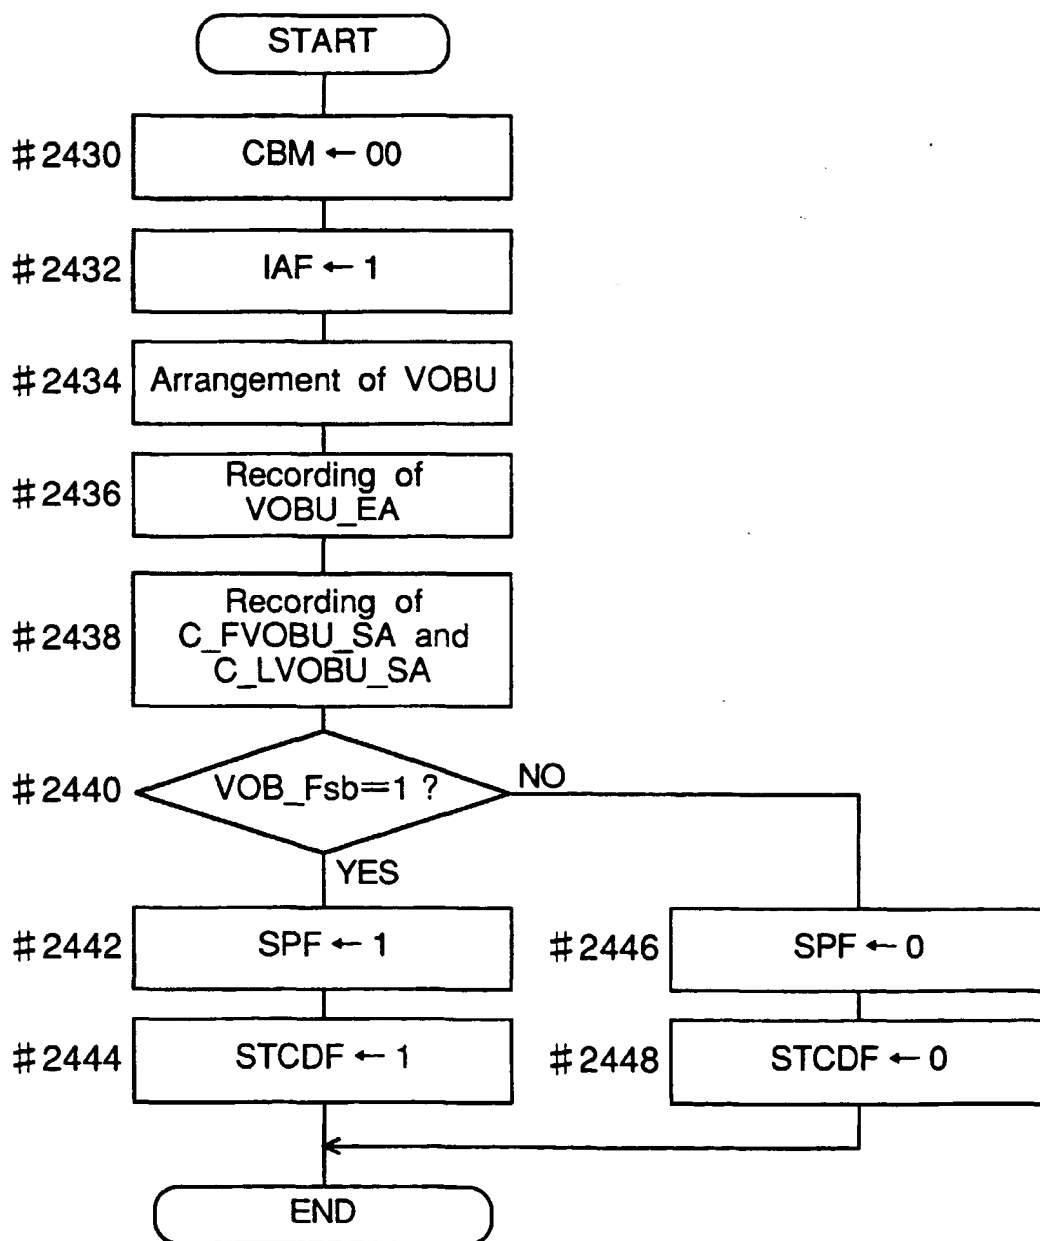 START
#2430 CBM ← 00
#2432 IAF ← 1
#2434 Arrangement of VOBU
#2436 Recording of
VOBU_EA
Recording of
#2438 C_FVOBU_SA and
C_LVOBU_SA
#2440 VOB_Fsb=1 ? NO
YES
#2442 SPF ← 1 #2446 SPF ← 0
#2444 STCDF ← 1 #2448 STCDF ← 0
END